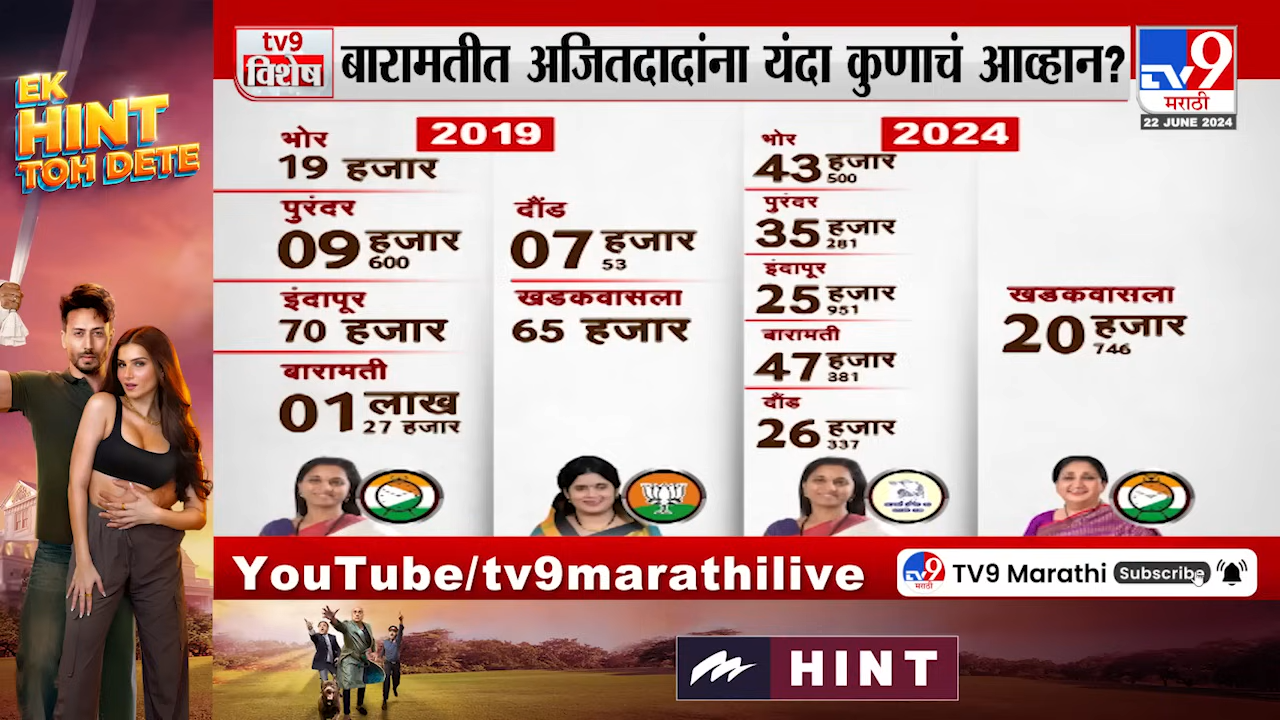 EK
HINT
TOH DETE
tv9
विशेष
बारामतीत अजितदादांना यंदा कुणाचं आव्हान?
TV9
मराठी
22 JUNE 2024
2019
भोर
19 हजार
पुरंदर
09 हजार
600
इंदापूर
70 हजार
बारामती
01 लाख
27 हजार
दौंड
07 हजार
53
खडकवासला
65 हजार
2024
भोर
43 हजार
500
पुरंदर
35 हजार
281
इंदापूर
25 हजार
951
बारामती
47 हजार
381
दौंड
26 हजार
337
खडकवासला
20 हजार
746
YouTube/tv9marathilive
TV9
मराठी
TV9 Marathi Subscribe
HINT